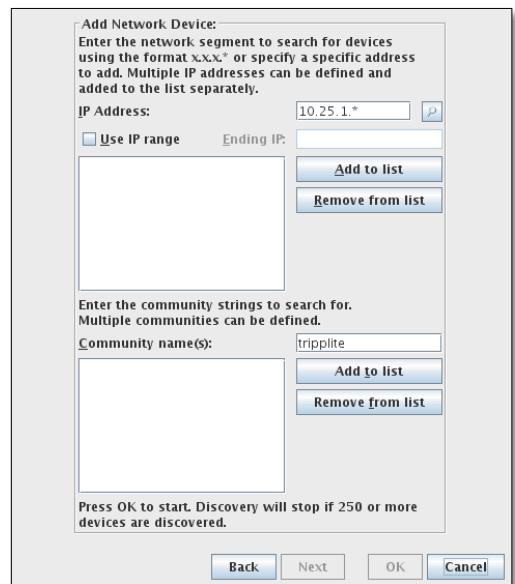 Add Network Device:
Enter the network segment to search for devices
using the format x.x.x.* or specify a specific address
to add. Multiple IP addresses can be defined and
added to the list separately.
IP Address: 10.25.1.*
Use IP range Ending IP:
Add to list
Remove from list
Enter the community strings to search for.
Multiple communities can be defined.
Community name(s): tripplite
Add to list
Remove from list
Press OK to start. Discovery will stop if 250 or more
devices are discovered.
Back Next OK Cancel